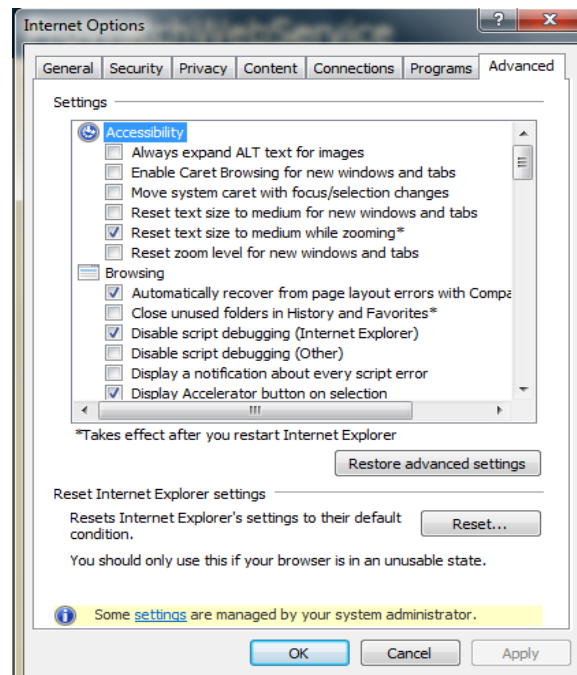 Internet Options
General Security Privacy Content Connections Programs Advanced
Settings
Accessibility
Always expand ALT text for images
Enable Caret Browsing for new windows and tabs
Move system caret with focus/selection changes
Reset text size to medium for new windows and tabs
Reset text size to medium while zooming*
Reset zoom level for new windows and tabs
Browsing
Automatically recover from page layout errors with Compa
Close unused folders in History and Favorites*
Disable script debugging (Internet Explorer)
Disable script debugging (Other)
Display a notification about every script error
Display Accelerator button on selection
*Takes effect after you restart Internet Explorer
Restore advanced settings
Reset Internet Explorer settings
Resets Internet Explorer's settings to their default
condition.
Reset...
You should only use this if your browser is in an unusable state.
Some settings are managed by your system administrator.
OK Cancel Apply